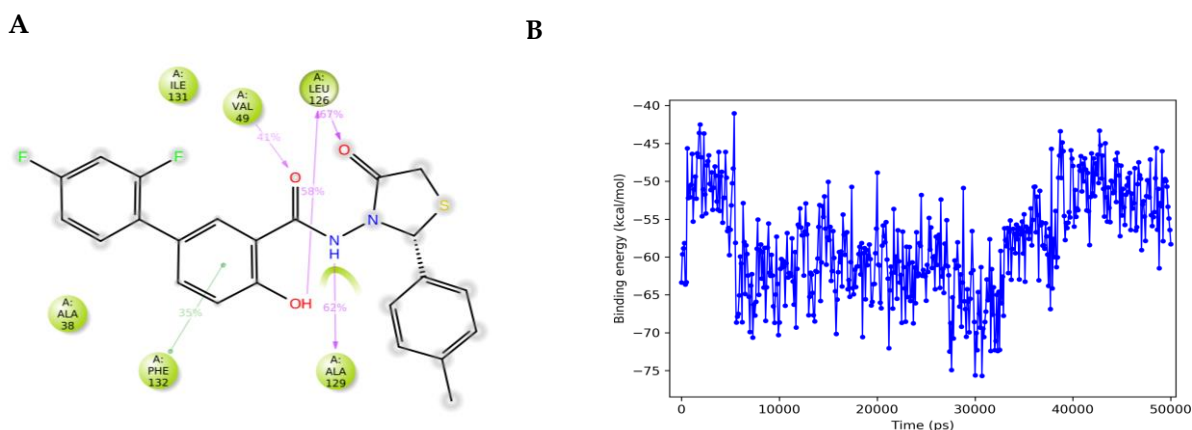 A
B
A:
ILE
131
A:
VAL
49
A:
LEU
126
67%
41%
F
F
O
O
58%
S
N
N
H
OH
35%
62%
A:
ALA
38
A:
PHE
132
A:
ALA
129
Binding energy (kcal/mol)
−40
−45
−50
−55
−60
−65
−70
−75
0
10000
20000
30000
40000
50000
Time (ps)